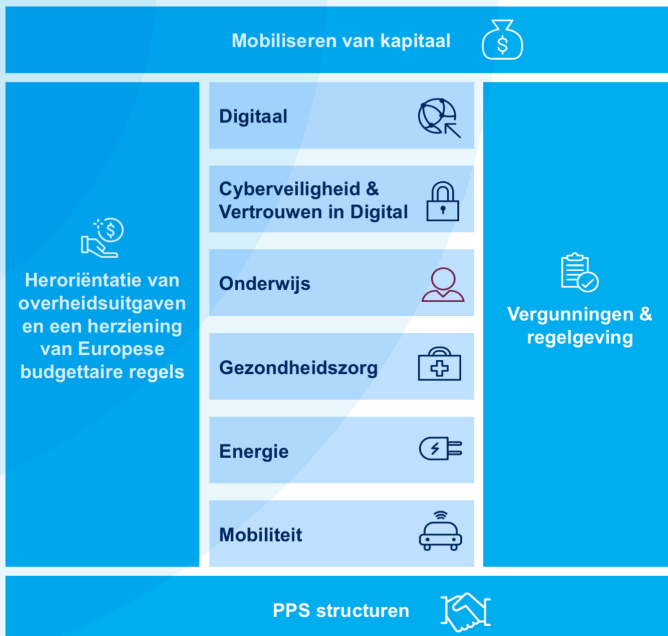 Mobiliseren van kapitaal
Heroriëntatie van
overheidsuitgaven
en een herziening
van Europese
budgettaire regels
Digitaal
Cyberveiligheid &
Vertrouwen in Digital
Onderwijs
Gezondheidszorg
Energie
Mobiliteit
Vergunningen &
regelgeving
PPS structuren